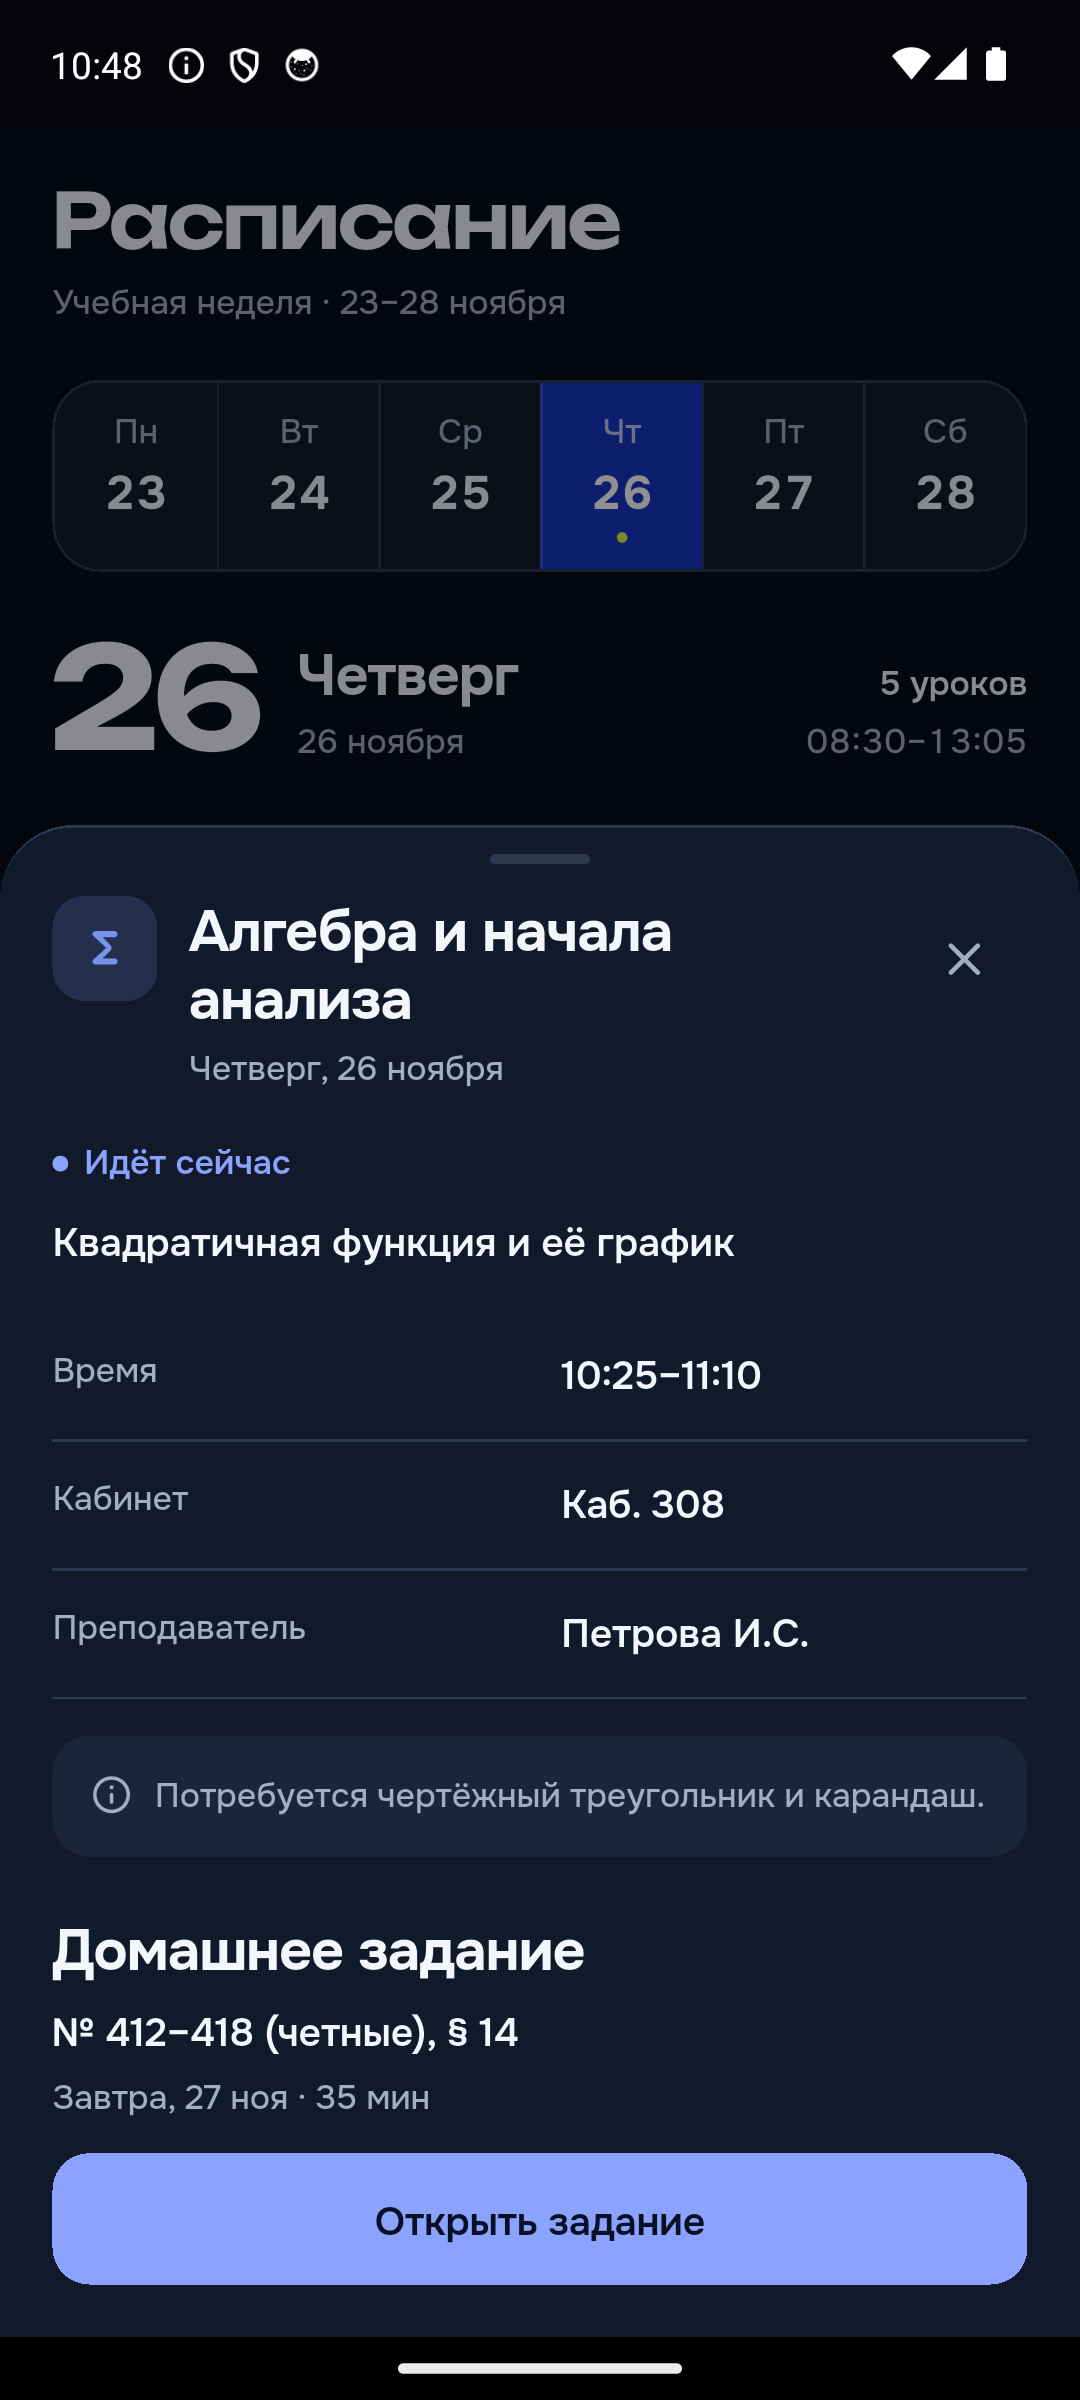 10:48
Расписание
Учебная неделя · 23–28 ноября
Пн Вт Ср Чт Пт Сб
23 24 25 26 27 28
26 Четверг 5 уроков
26 ноября 08:30–13:05
Алгебра и начала
анализа
Четверг, 26 ноября
Идёт сейчас
Квадратичная функция и её график
Время 10:25–11:10
Кабинет Каб. 308
Преподаватель Петрова И.С.
Потребуется чертёжный треугольник и карандаш.
Домашнее задание
№ 412–418 (четные), § 14
Завтра, 27 ноя · 35 мин
Открыть задание